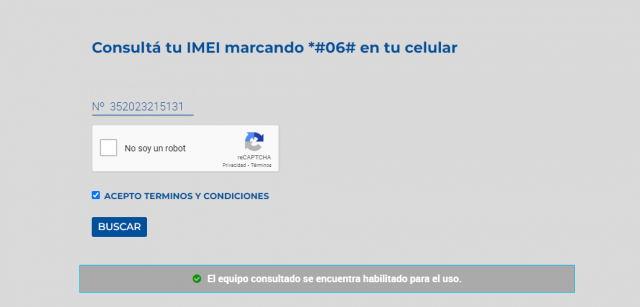 Consultá tu IMEI marcando *#06# en tu celular
Nº 352023215131
No soy un robot
reCAPTCHA
Privacidad - Términos
ACEPTO TERMINOS Y CONDICIONES
BUSCAR
El equipo consultado se encuentra habilitado para el uso.